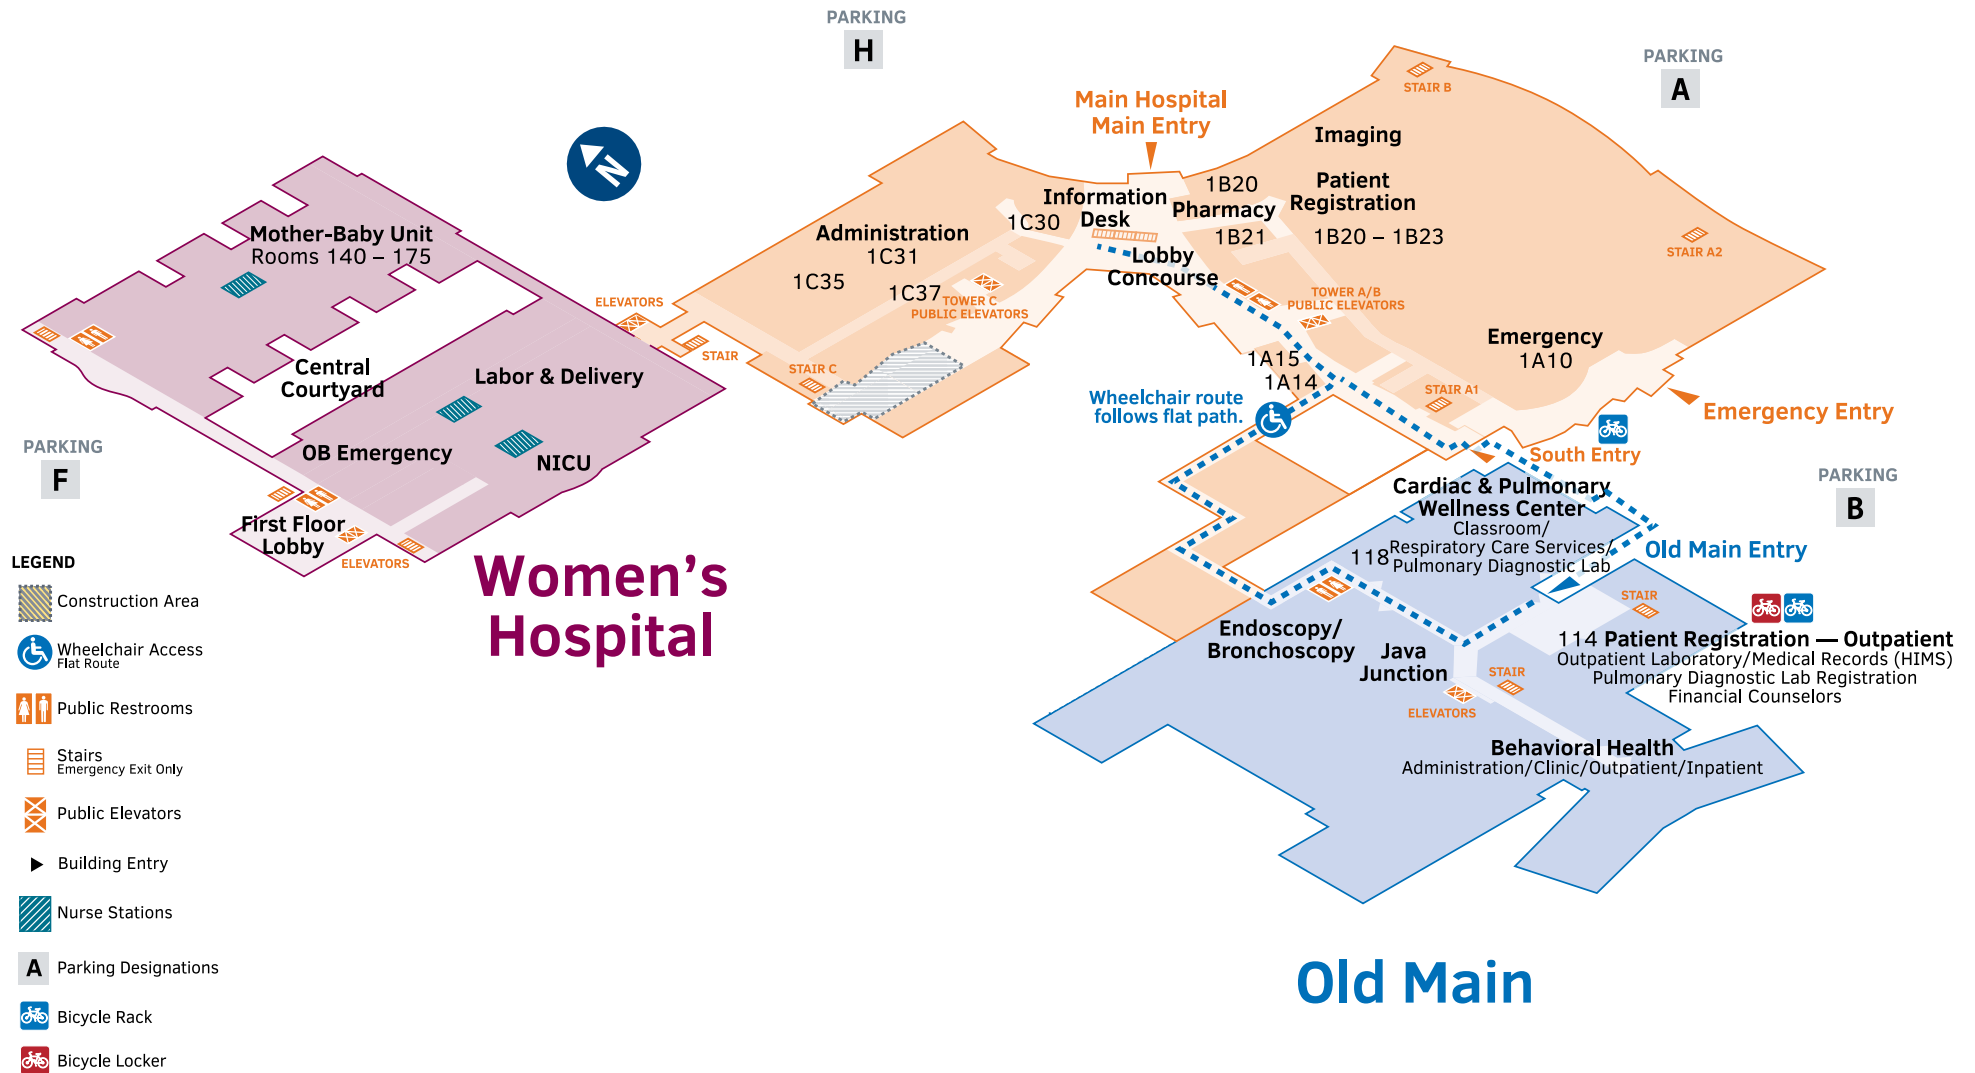 PARKING
H
PARKING
A
Main Hospital
Main Entry
STAIR B
Imaging
N
Information
Desk
1C30
1B20
Pharmacy
1B21
Patient
Registration
1B20 – 1B23
STAIR A2
Mother-Baby Unit
Rooms 140 – 175
Administration
1C31
1C35
1C37
TOWER C
PUBLIC ELEVATORS
Lobby
Concourse
TOWER A/B
PUBLIC ELEVATORS
ELEVATORS
STAIR
STAIR C
Emergency
1A10
1A15
1A14
STAIR A1
Central
Courtyard
Labor & Delivery
Wheelchair route
follows flat path.
Emergency Entry
South Entry
OB Emergency
NICU
PARKING
F
PARKING
B
Cardiac & Pulmonary
Wellness Center
Classroom/
Respiratory Care Services/
Pulmonary Diagnostic Lab
118
Old Main Entry
First Floor
Lobby
ELEVATORS
Women's
Hospital
STAIR
Endoscopy/
Bronchoscopy
Java
Junction
114 Patient Registration — Outpatient
Outpatient Laboratory/Medical Records (HIMS)
Pulmonary Diagnostic Lab Registration
Financial Counselors
STAIR
ELEVATORS
Behavioral Health
Administration/Clinic/Outpatient/Inpatient
Old Main
LEGEND
Construction Area
Wheelchair Access
Flat Route
Public Restrooms
Stairs
Emergency Exit Only
Public Elevators
Building Entry
Nurse Stations
A
Parking Designations
Bicycle Rack
Bicycle Locker